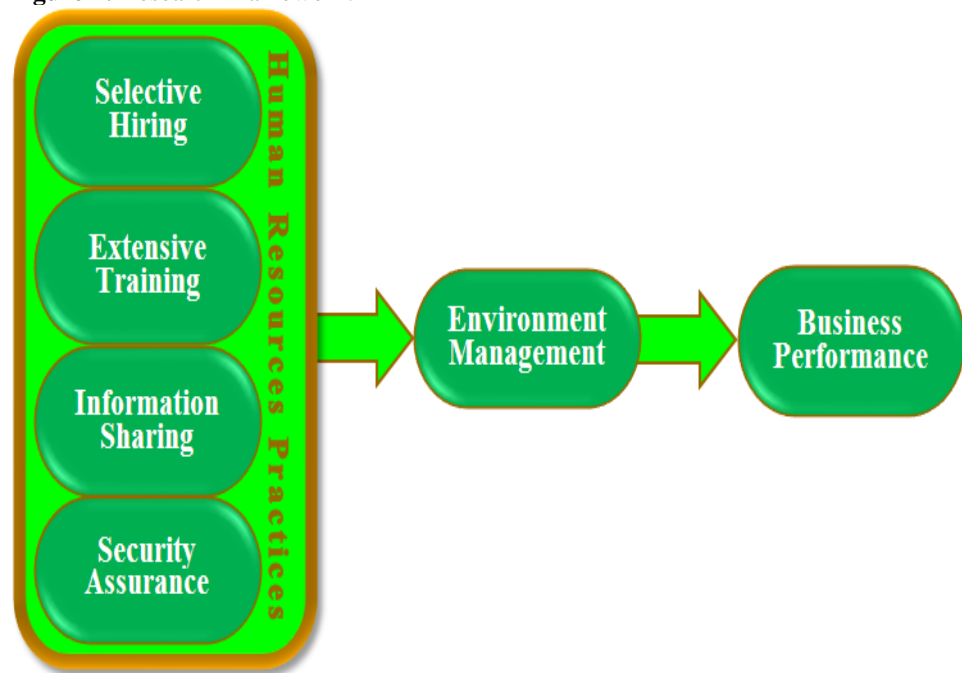 Selective
Hiring
Extensive
Training
Information
Sharing
Security
Assurance
Human Resources Practices
Environment
Management
Business
Performance